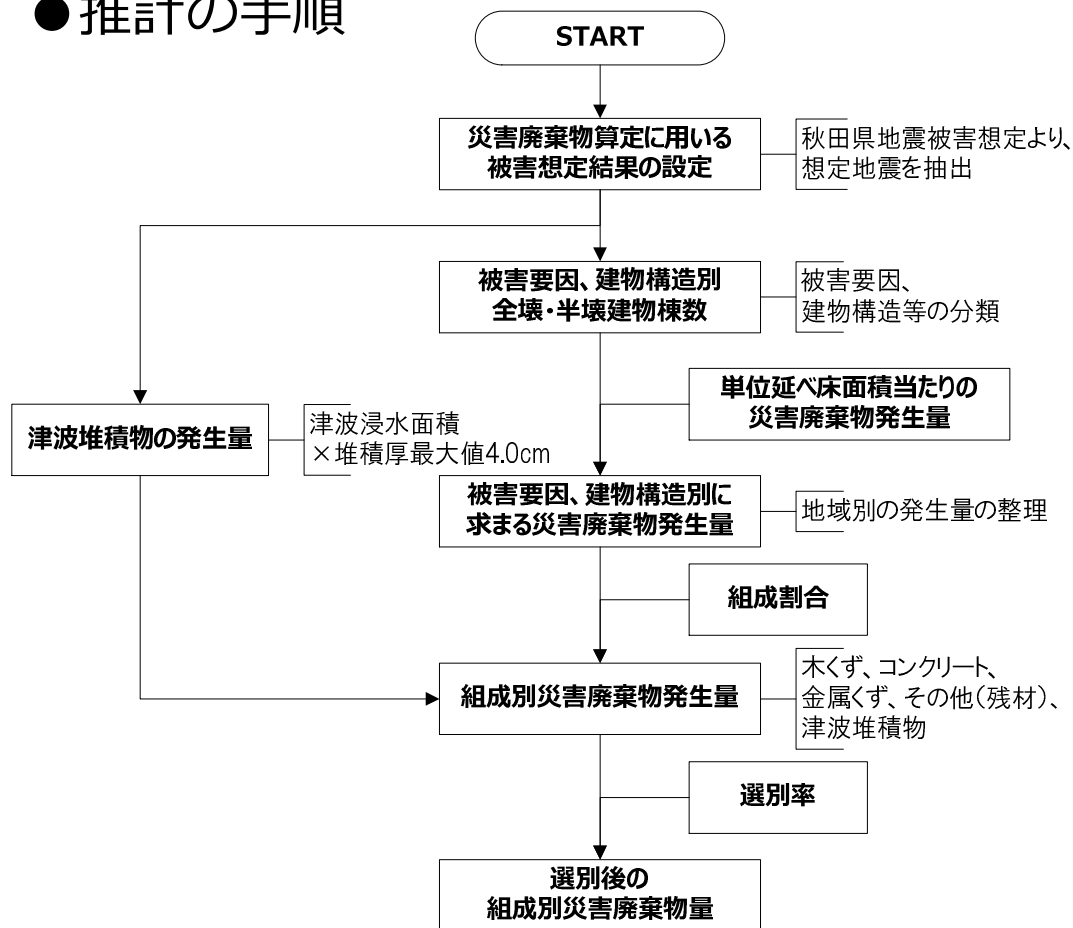 ●推計の手順
START
災害廃棄物算定に用いる
被害想定結果の設定
秋田県地震被害想定より、
想定地震を抽出
被害要因、建物構造別
全壊・半壊建物棟数
被害要因、
建物構造等の分類
単位延べ床面積当たりの
災害廃棄物発生量
津波堆積物の発生量
津波浸水面積
×堆積厚最大値4.0cm
被害要因、建物構造別に
求まる災害廃棄物発生量
地域別の発生量の整理
組成割合
組成別災害廃棄物発生量
木くず、コンクリート、
金属くず、その他(残材)、
津波堆積物
選別率
選別後の
組成別災害廃棄物量